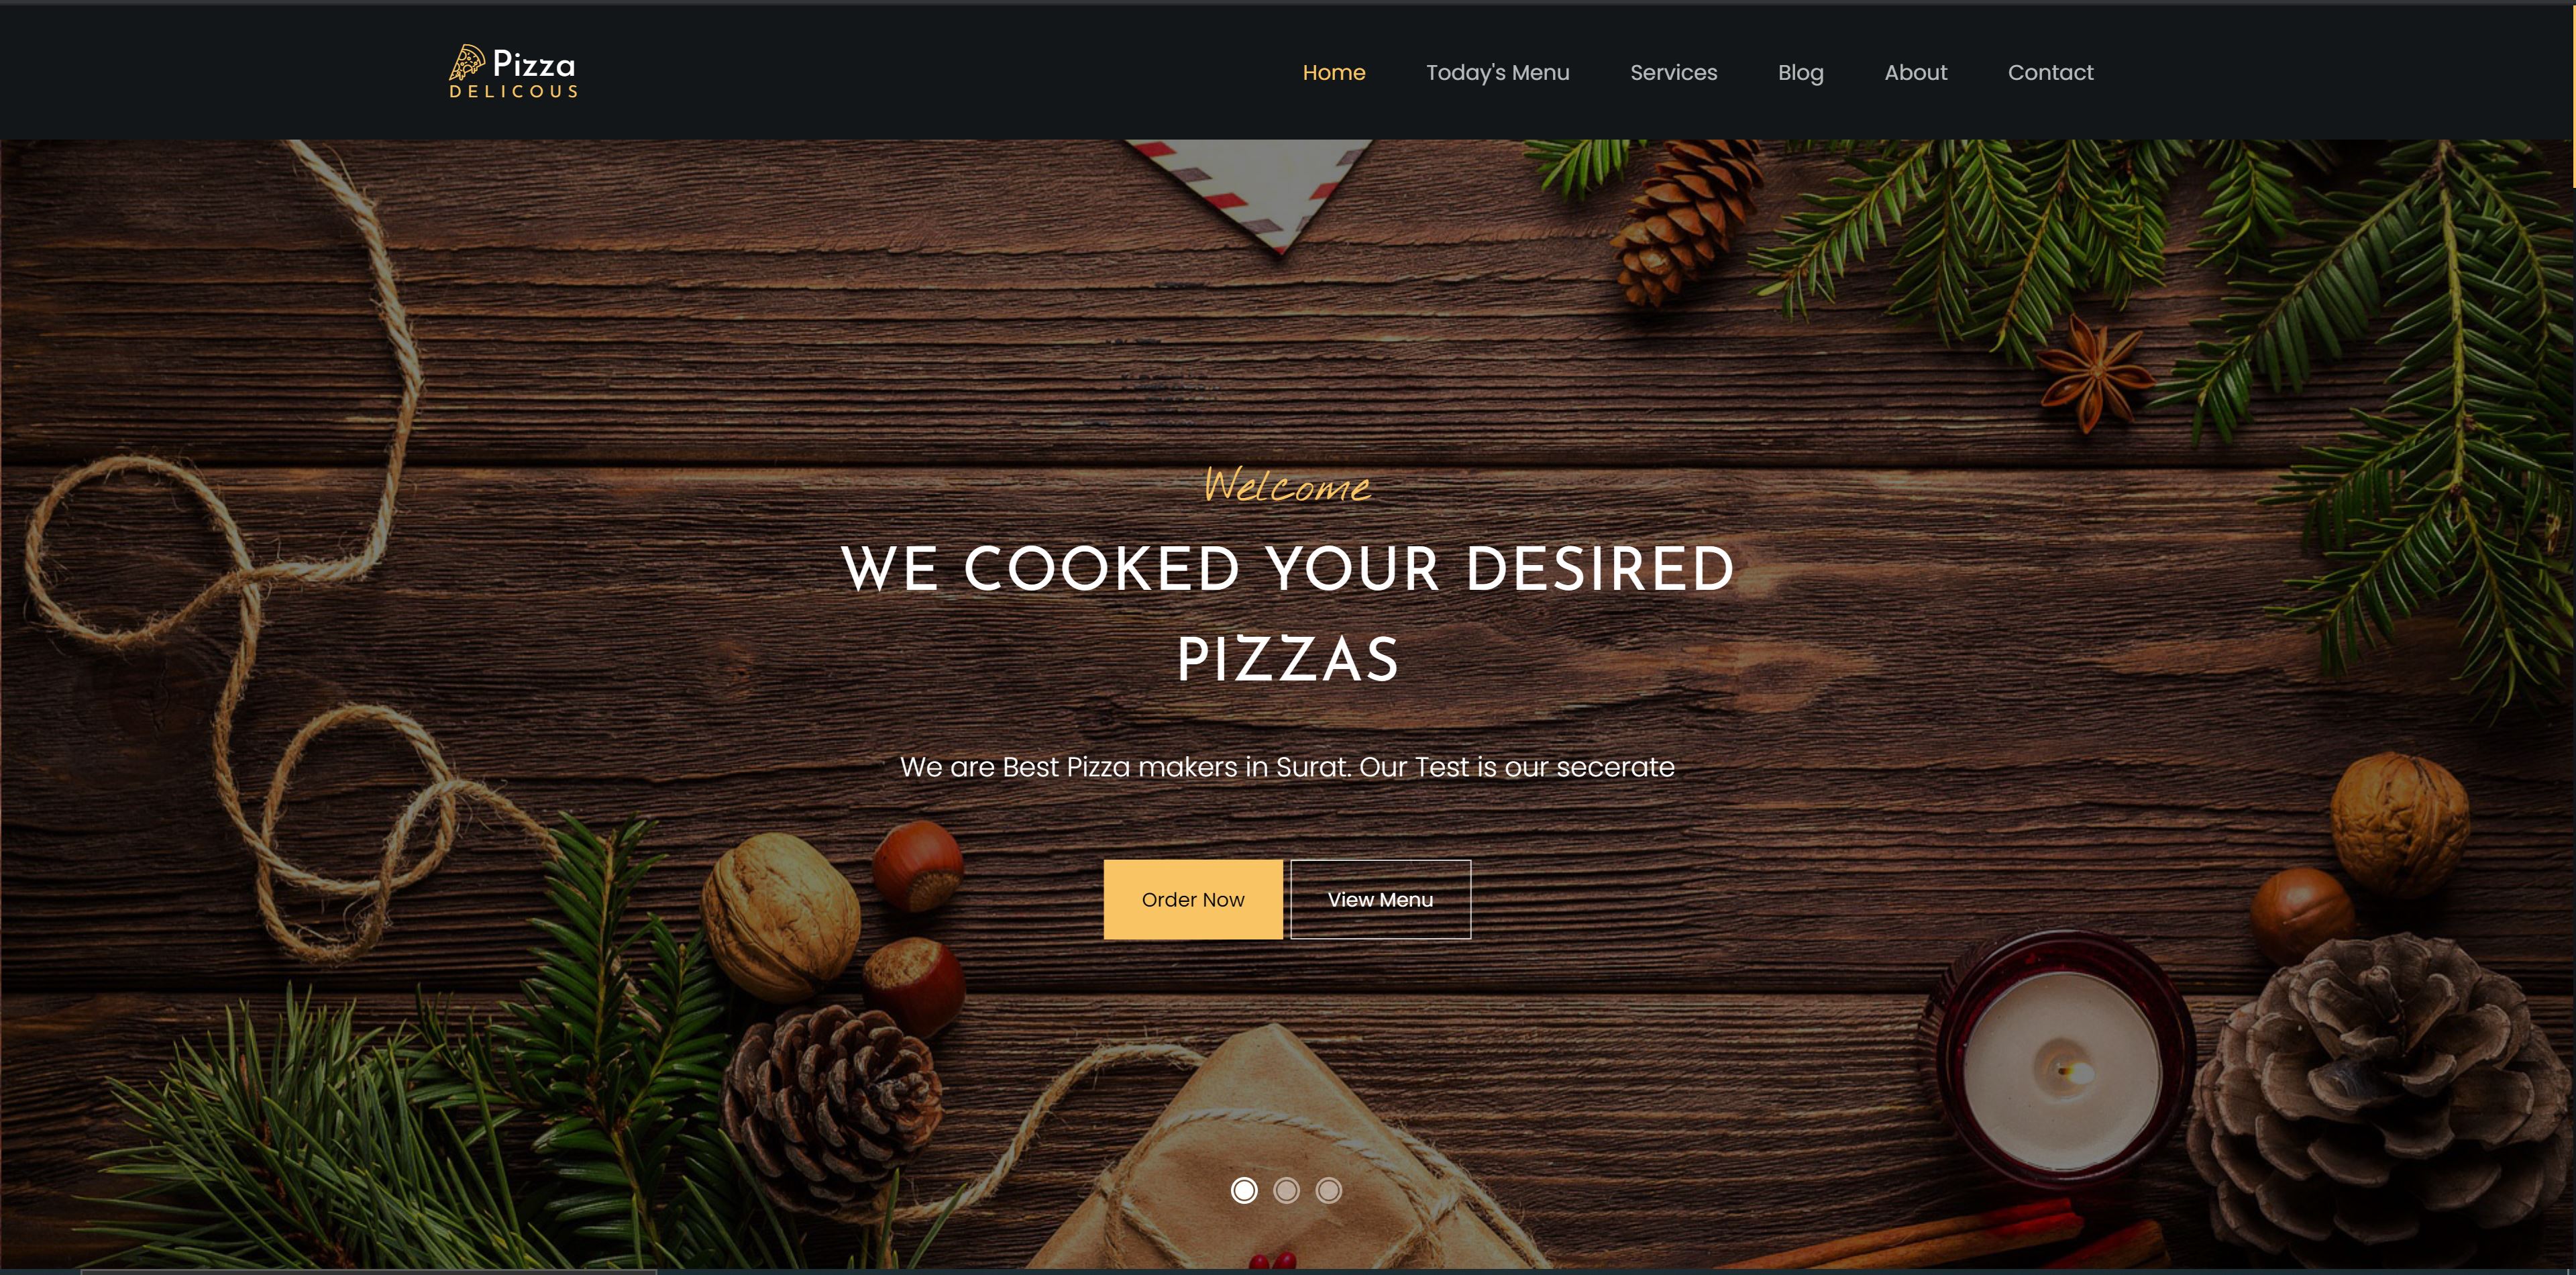 Pizza
DELICOUS
Home Today's Menu Services Blog About Contact
Welcome
WE COOKED YOUR DESIRED
PIZZAS
We are Best Pizza makers in Surat. Our Test is our secerate
Order Now View Menu